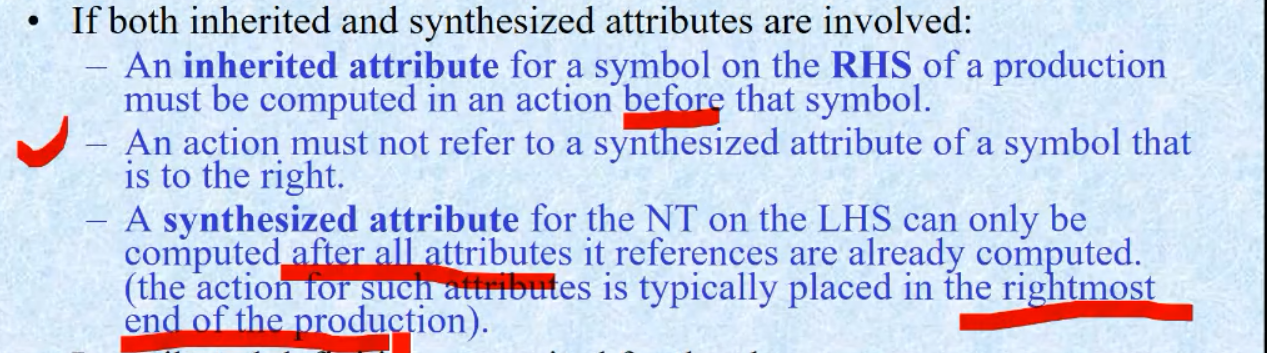 • If both inherited and synthesized attributes are involved:
– An inherited attribute for a symbol on the RHS of a production
must be computed in an action before that symbol.
– An action must not refer to a synthesized attribute of a symbol that
is to the right.
– A synthesized attribute for the NT on the LHS can only be
computed after all attributes it references are already computed.
(the action for such attributes is typically placed in the rightmost
end of the production).